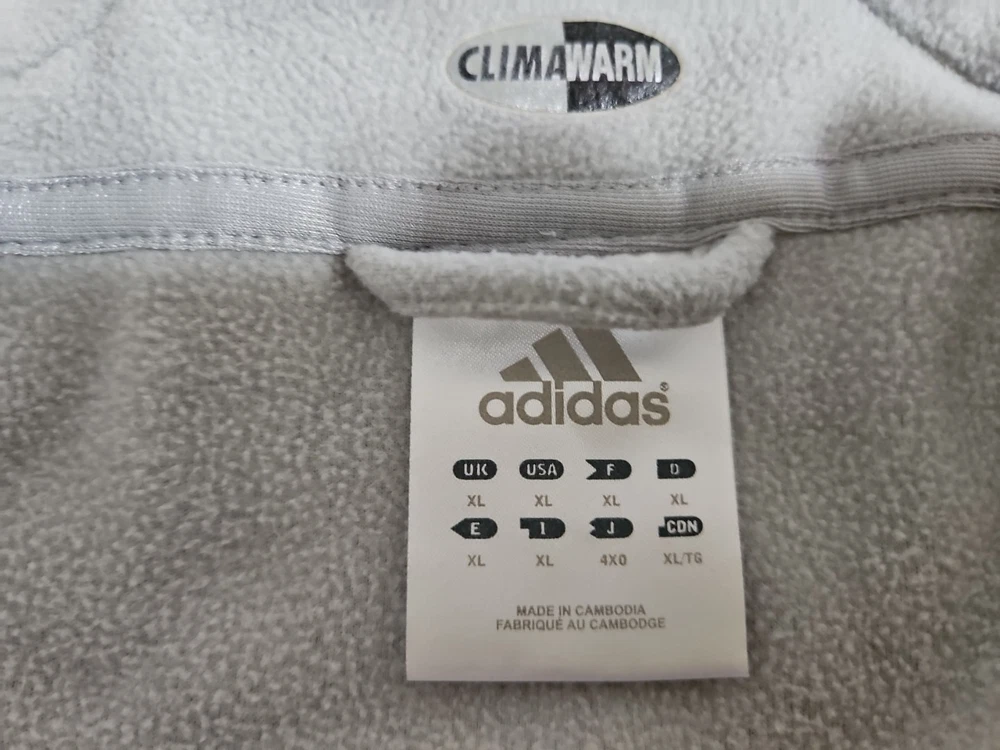 CLIMAWARM
adidas®
UK USA F D
XL XL XL XL
E I J CDN
XL XL 4XO XL/TG
MADE IN CAMBODIA
FABRIQUÉ AU CAMBODGE